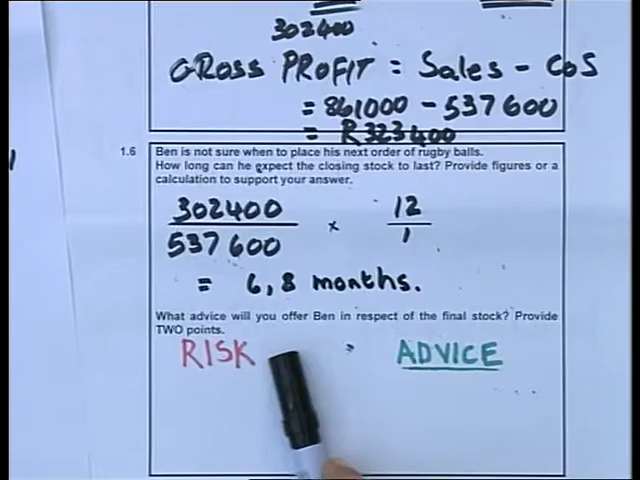 302400
GROSS PROFIT = Sales - COS
= 861000 - 537600
= R323400
1.6 Ben is not sure when to place his next order of rugby balls.
How long can he expect the closing stock to last? Provide figures or a
calculation to support your answer.
302400 x 12
537600 1
= 6,8 months.
What advice will you offer Ben in respect of the final stock? Provide
TWO points.
RISK ADVICE